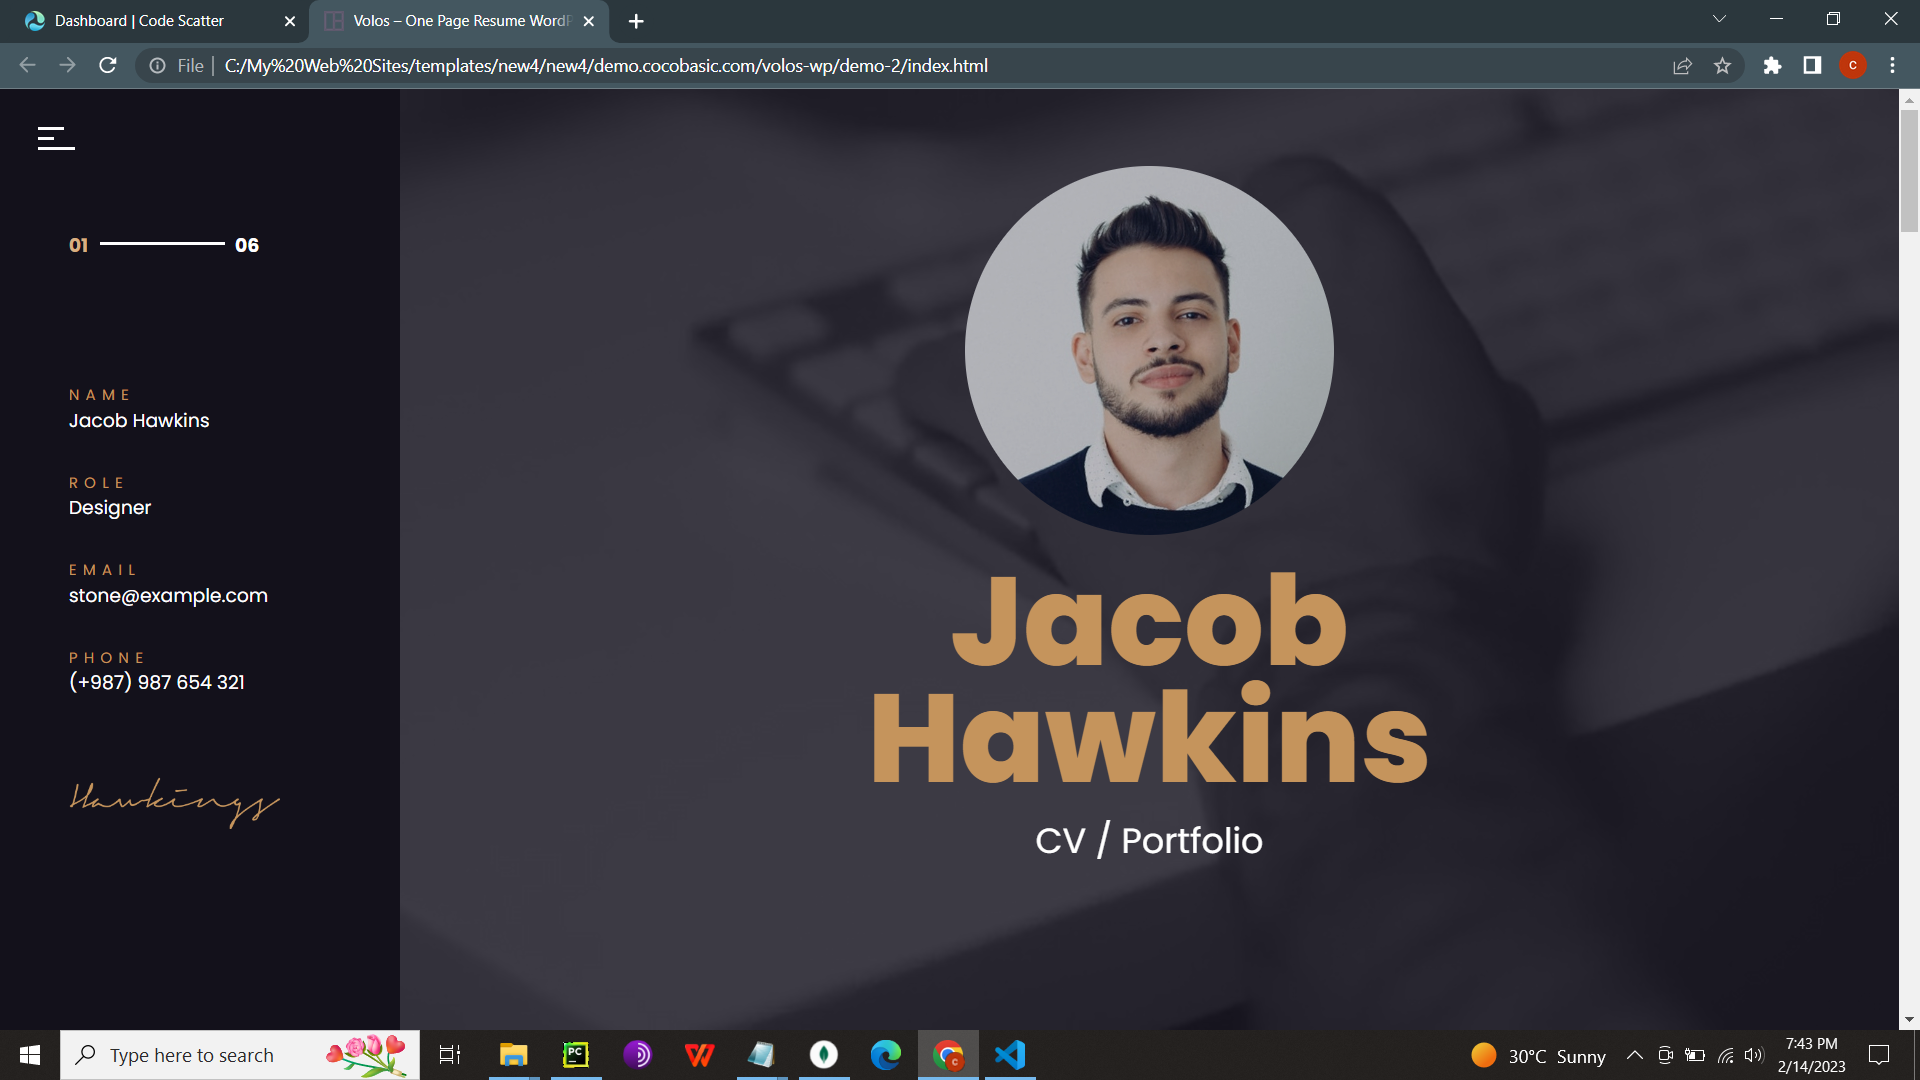 Dashboard | Code Scatter
Volos – One Page Resume WordP
File
C:/My%20Web%20Sites/templates/new4/new4/demo.cocobasic.com/volos-wp/demo-2/index.html
C
01 06
NAME
Jacob Hawkins
ROLE
Designer
EMAIL
stone@example.com
PHONE
(+987) 987 654 321
Hawkings
Jacob
Hawkins
CV / Portfolio
Type here to search
PC
C
30°C Sunny
7:43 PM
2/14/2023